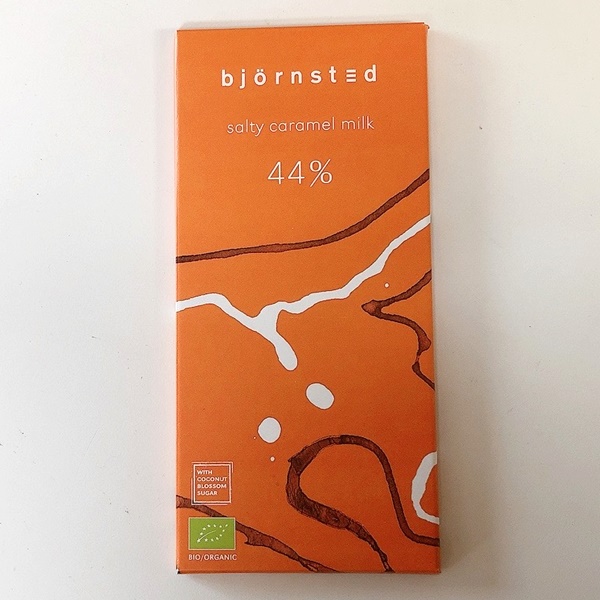 björnsted
salty caramel milk
44%
WITH
COCONUT
BLOSSOM
SUGAR
BIO/ORGANIC